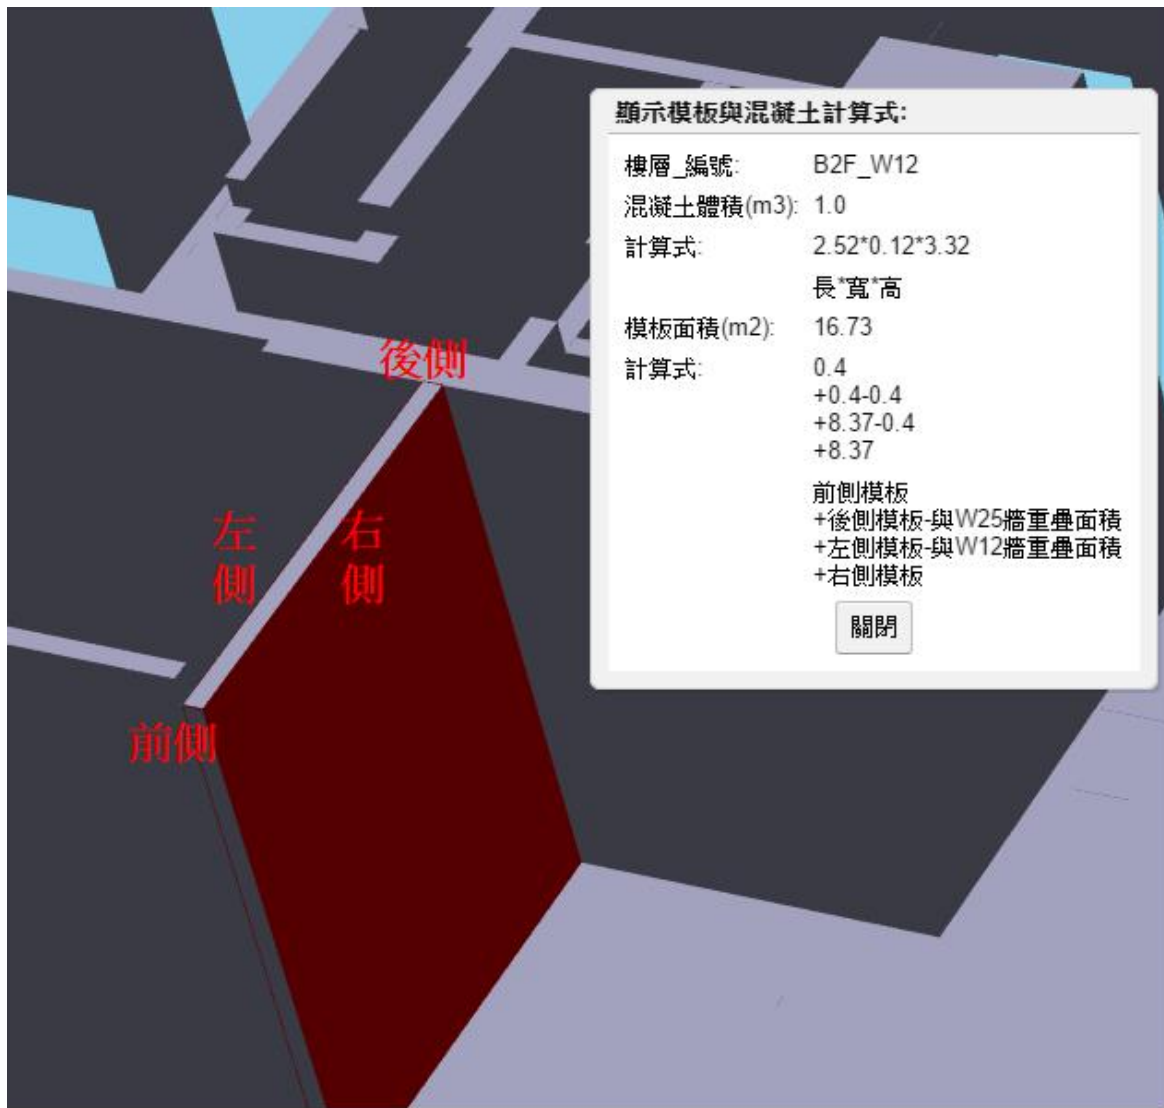 顯示模板與混凝土計算式:
樓層_編號: B2F_W12
混凝土體積(m3): 1.0
計算式: 2.52*0.12*3.32
長*寬*高
模板面積(m2): 16.73
計算式: 0.4
+0.4-0.4
+8.37-0.4
+8.37
前側模板
+後側模板-與W25牆重疊面積
+左側模板-與W12牆重疊面積
+右側模板
關閉
後側
左側
右側
前側